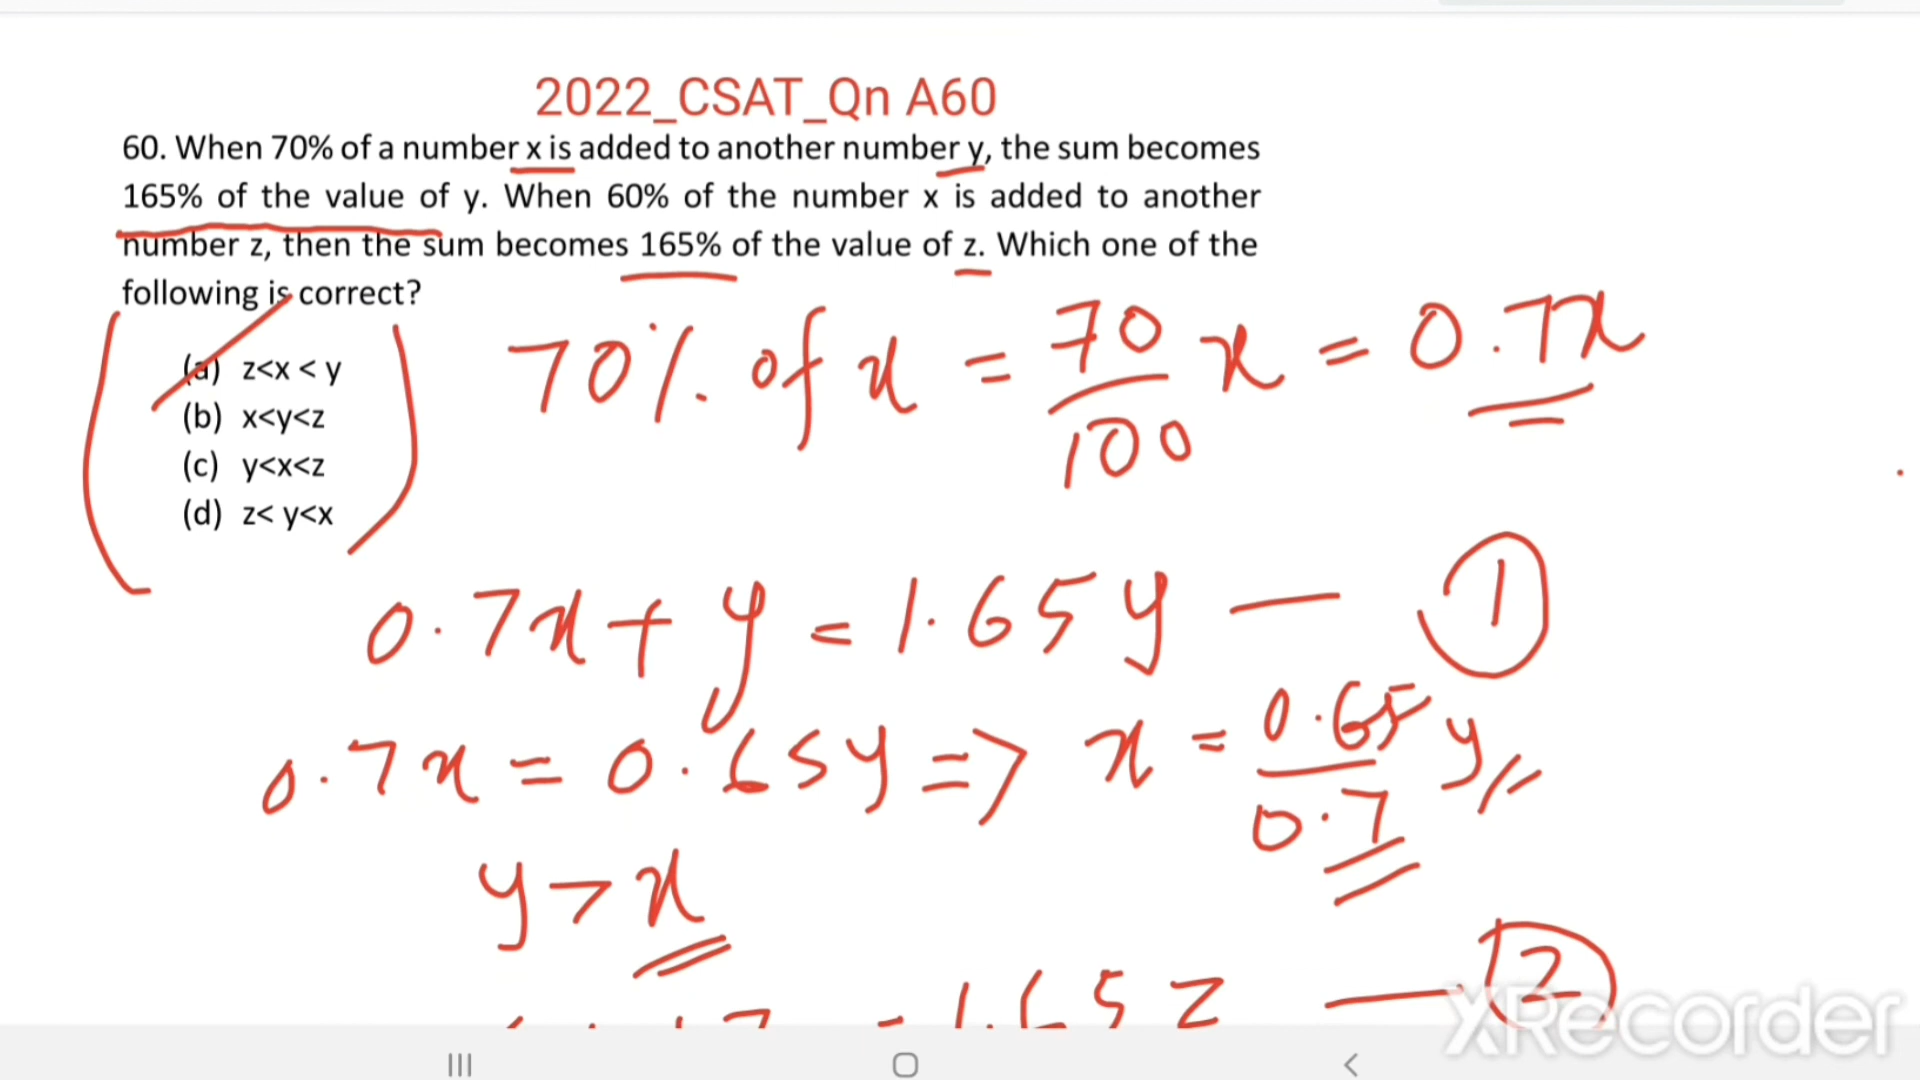 2022_CSAT_Qn A60
60. When 70% of a number x is added to another number y, the sum becomes
165% of the value of y. When 60% of the number x is added to another
number z, then the sum becomes 165% of the value of z. Which one of the
following is correct?
(a) z<x < y
(b) x<y<z
(c) y<x<z
(d) z< y<x
70% of x = 70/100 x = 0.7x
0.7x + y = 1.65y — 1
0.7x = 0.65y => x = 0.65/0.7 y
y > x
= 1.65 z — 2
XRecorder